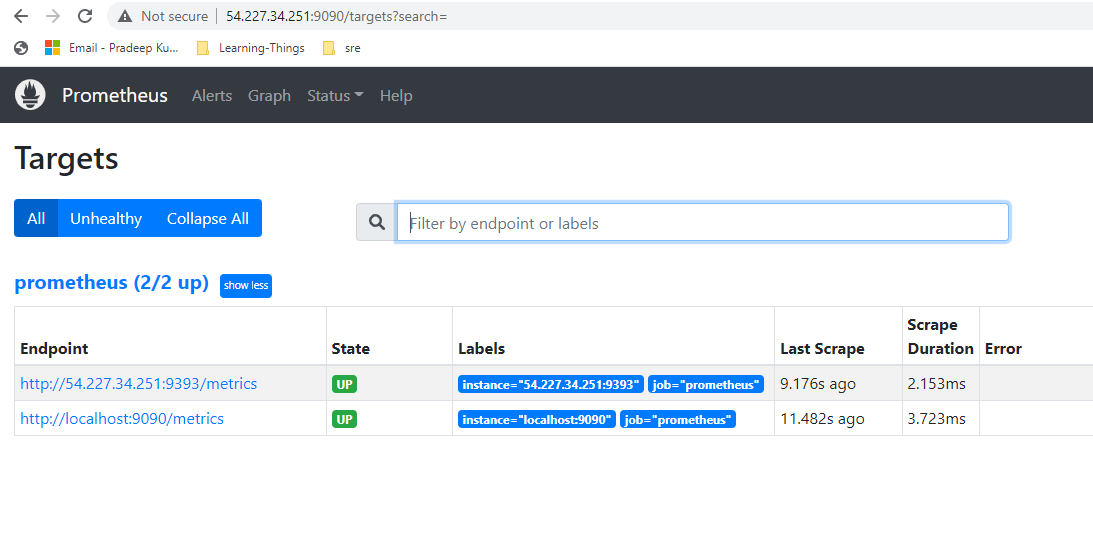 Not secure 54.227.34.251:9090/targets?search=
Email - Pradeep Ku... Learning-Things sre
Prometheus Alerts Graph Status Help
Targets
All Unhealthy Collapse All Filter by endpoint or labels
prometheus (2/2 up) show less
Endpoint State Labels Last Scrape Scrape Duration Error
http://54.227.34.251:9393/metrics UP instance="54.227.34.251:9393" job="prometheus" 9.176s ago 2.153ms
http://localhost:9090/metrics UP instance="localhost:9090" job="prometheus" 11.482s ago 3.723ms